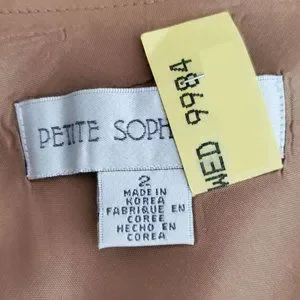 PETITE SOPH
WED 9984
2
MADE IN
KOREA
FABRIQUE EN
COREE
HECHO EN
COREA